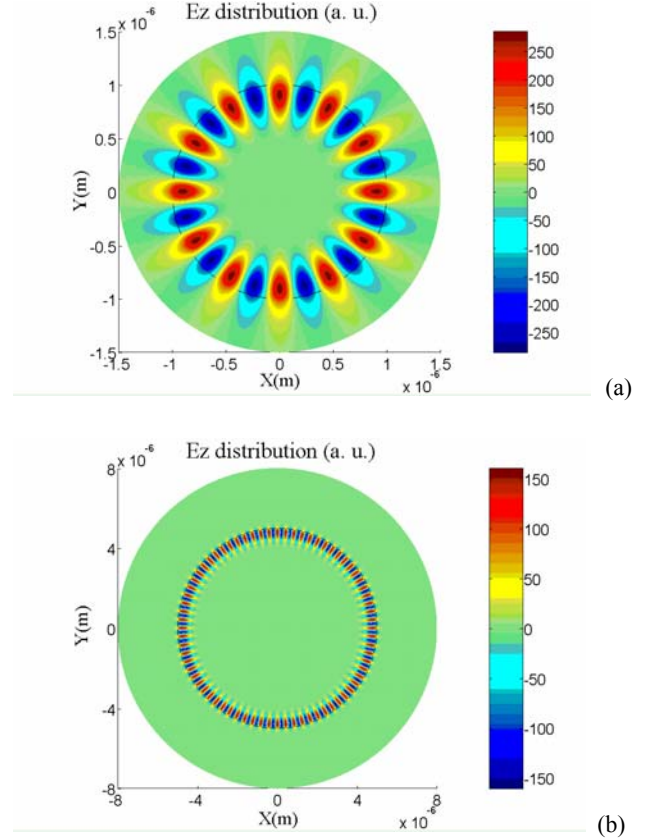 Ez distribution (a. u.)
x 10⁻⁶
1.5
1
0.5
0
-0.5
-1
-1.5
Y(m)
-1.5 -1 -0.5 0 0.5 1 1.5
X(m)
x 10⁻⁶
250
200
150
100
50
0
-50
-100
-150
-200
-250
(a)
Ez distribution (a. u.)
x 10⁻⁶
8
4
0
-4
-8
Y(m)
-8 -4 0 4 8
X(m)
x 10⁻⁶
150
100
50
0
-50
-100
-150
(b)